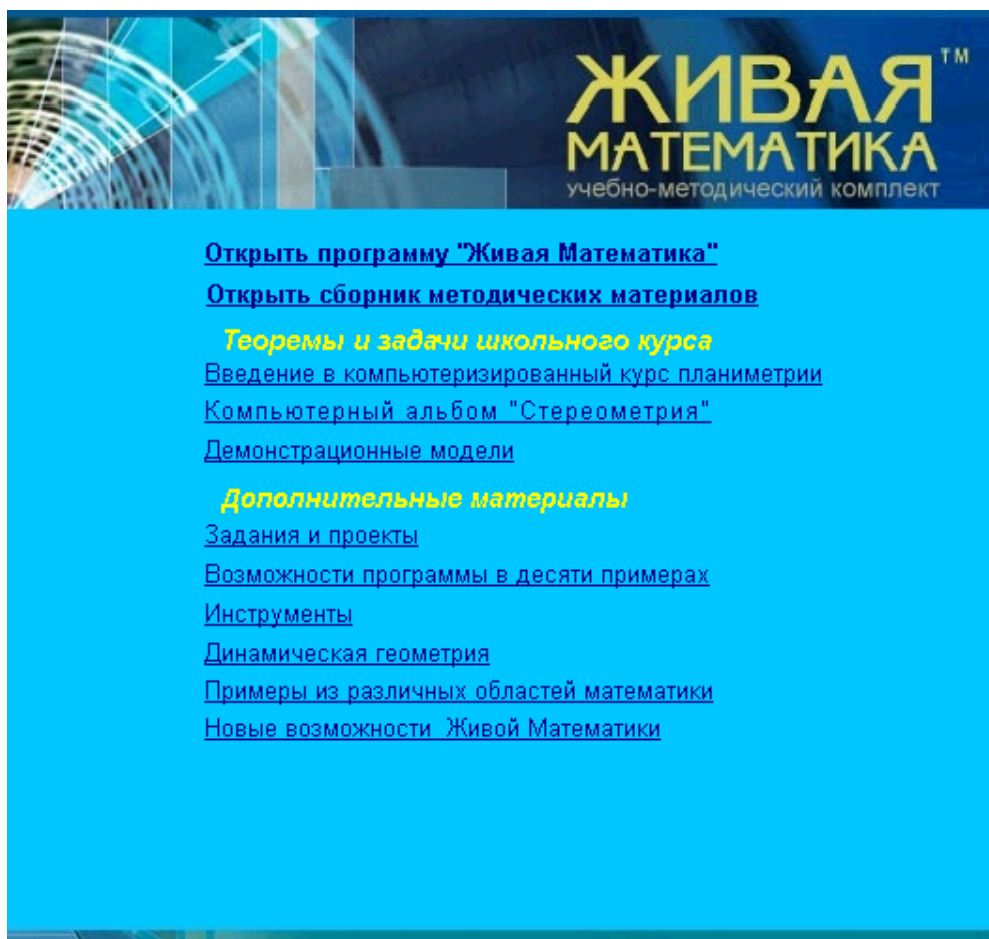 ЖИВАЯ™
МАТЕМАТИКА
учебно-методический комплект
Открыть программу "Живая Математика"
Открыть сборник методических материалов
Теоремы и задачи школьного курса
Введение в компьютеризированный курс планиметрии
Компьютерный альбом "Стереометрия"
Демонстрационные модели
Дополнительные материалы
Задания и проекты
Возможности программы в десяти примерах
Инструменты
Динамическая геометрия
Примеры из различных областей математики
Новые возможности Живой Математики